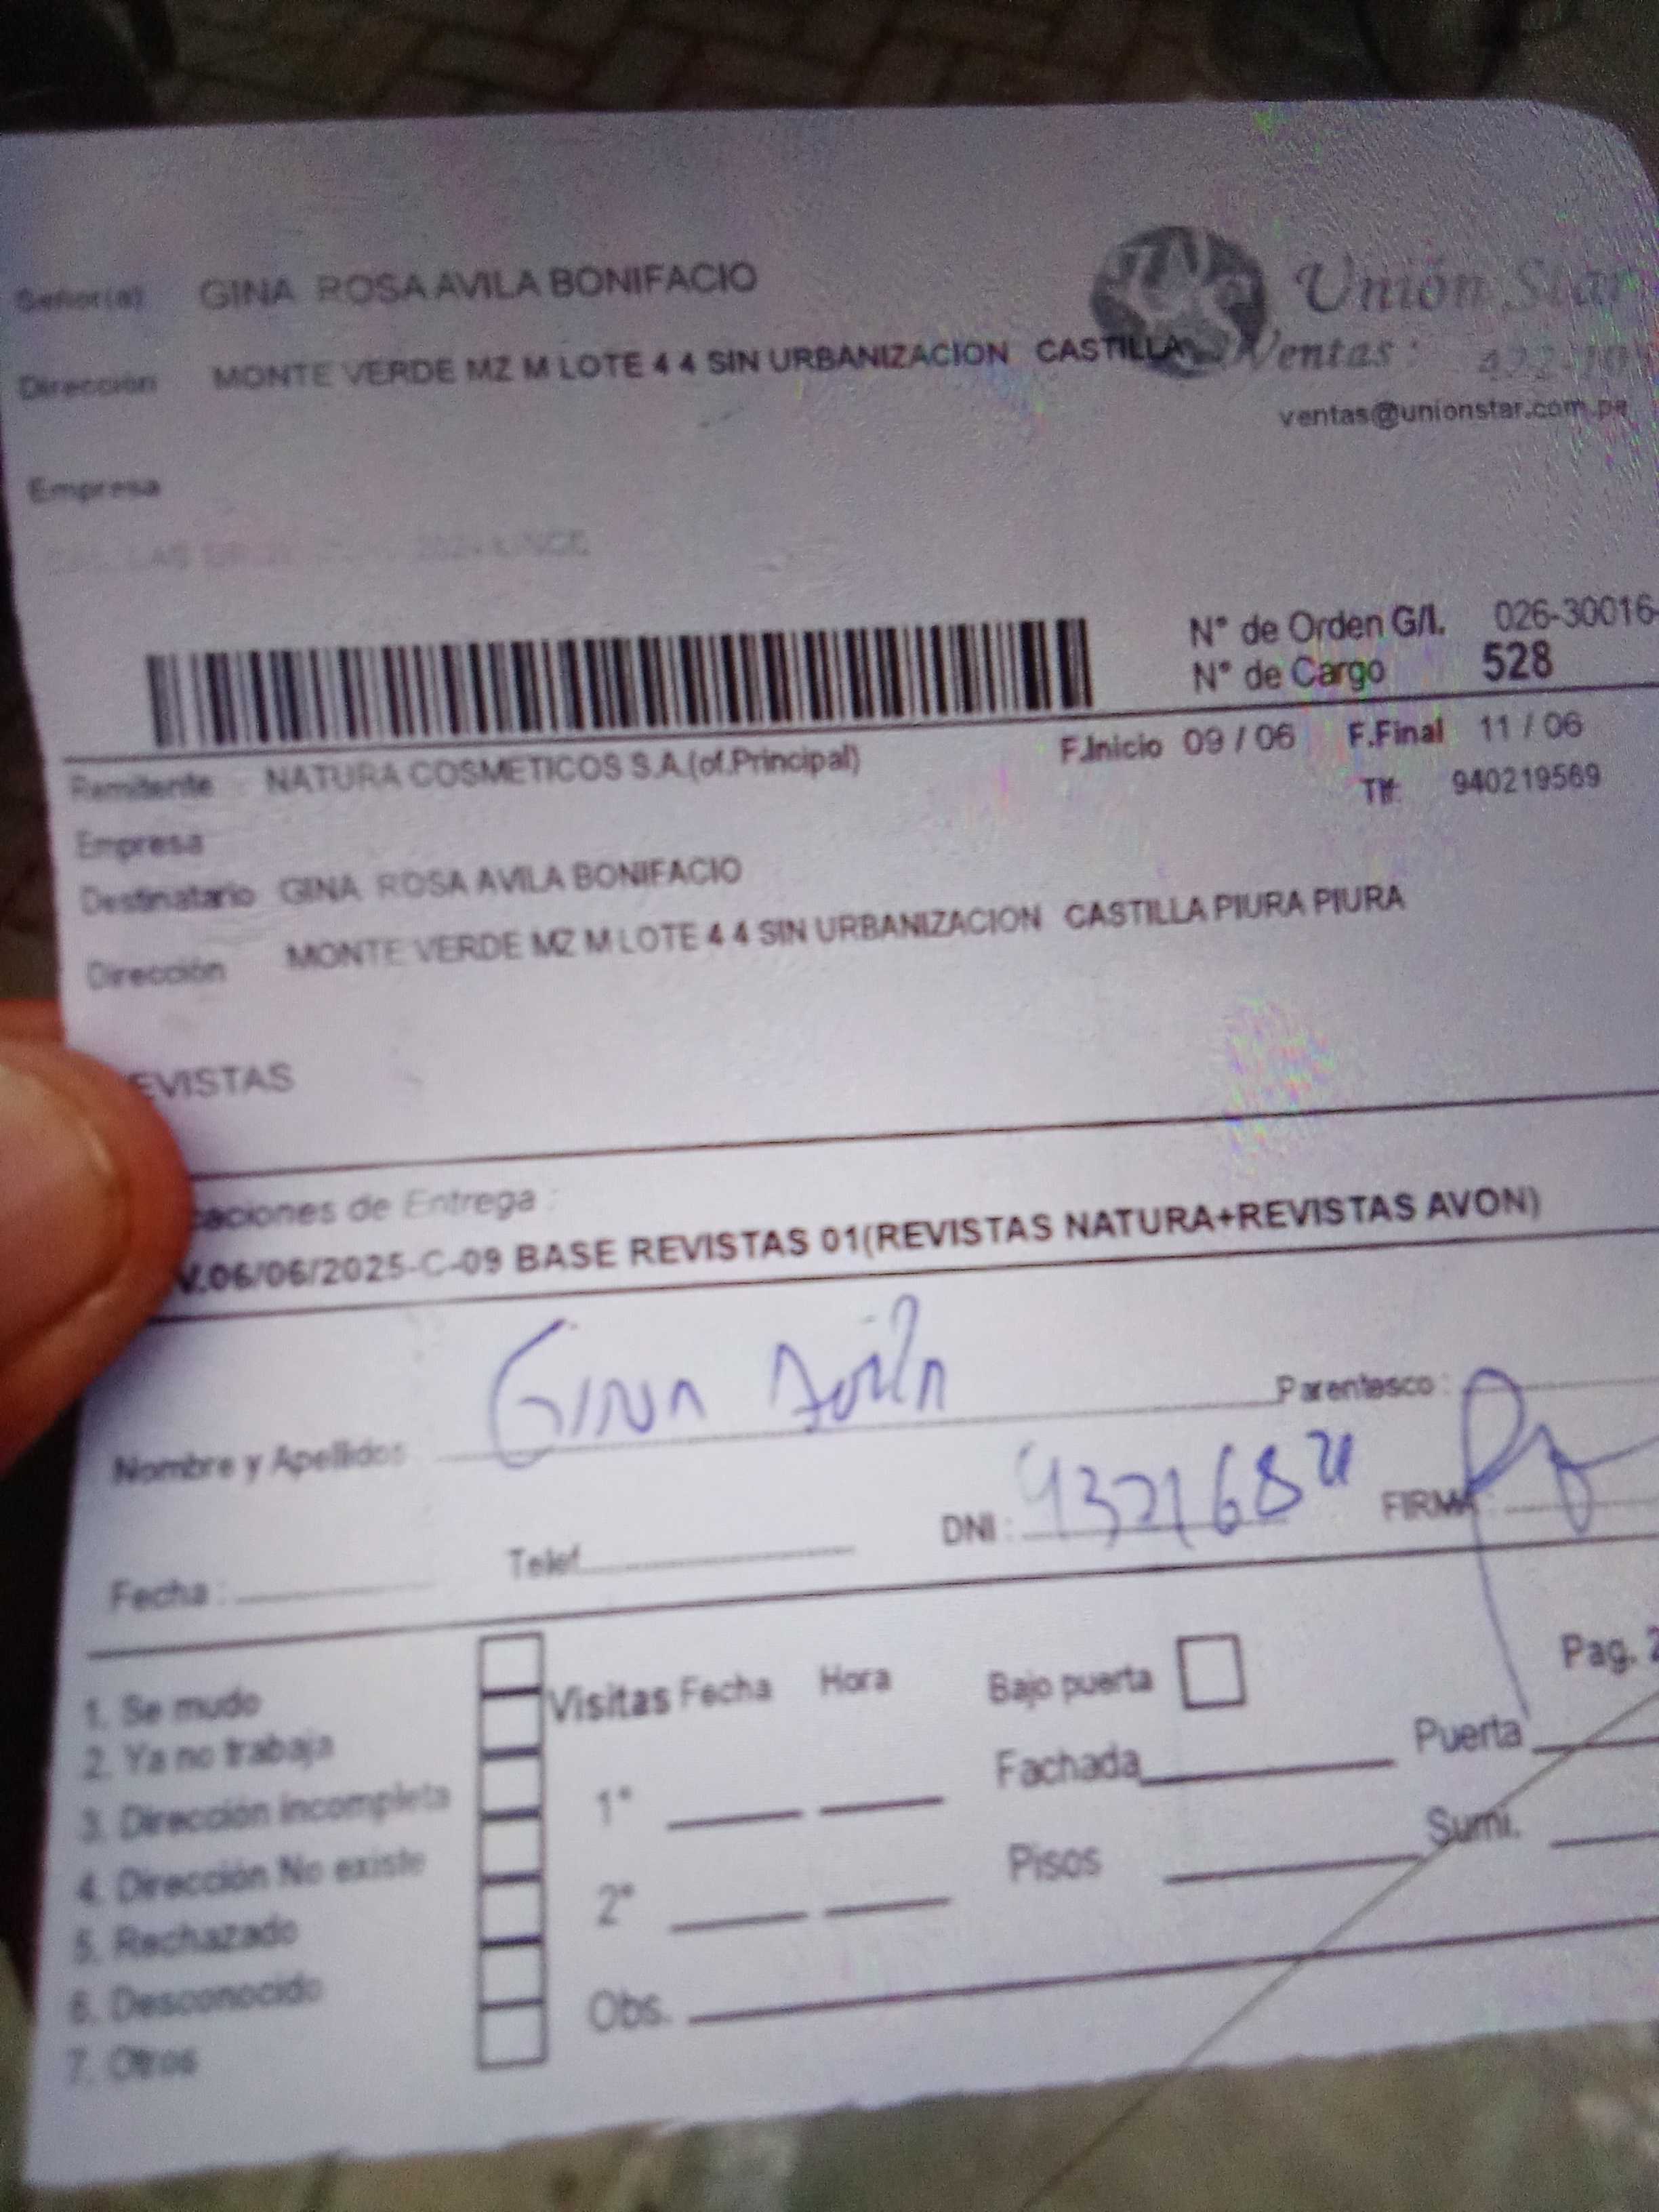 Señor(a) GINA ROSA AVILA BONIFACIO
Unión Star
Dirección MONTE VERDE MZ M LOTE 4 4 SIN URBANIZACION CASTILLA
Ventas: 422-10
ventas@unionstar.com.pe
Empresa
LINCE
N° de Orden G/I. 026-30016-
N° de Cargo 528
F.Inicio 09 / 06 F.Final 11 / 06
Remitente : NATURA COSMETICOS S.A.(of.Principal)
Tlf: 940219569
Empresa
Destinatario GINA ROSA AVILA BONIFACIO
Dirección MONTE VERDE MZ M LOTE 4 4 SIN URBANIZACION CASTILLA PIURA PIURA
EVISTAS
caciones de Entrega :
V.06/06/2025-C-09 BASE REVISTAS 01(REVISTAS NATURA+REVISTAS AVON)
Nombre y Apellidos Gina Avila Parentesco :
Fecha : Telef. DNI : FIRMA :
1. Se mudo
2. Ya no trabaja
3. Dirección incompleta
4. Dirección No existe
5. Rechazado
6. Desconocido
7. Otros
Visitas Fecha Hora
1°
2°
Obs.
Bajo puerta
Pag. 2
Fachada Puerta
Pisos Sumi.